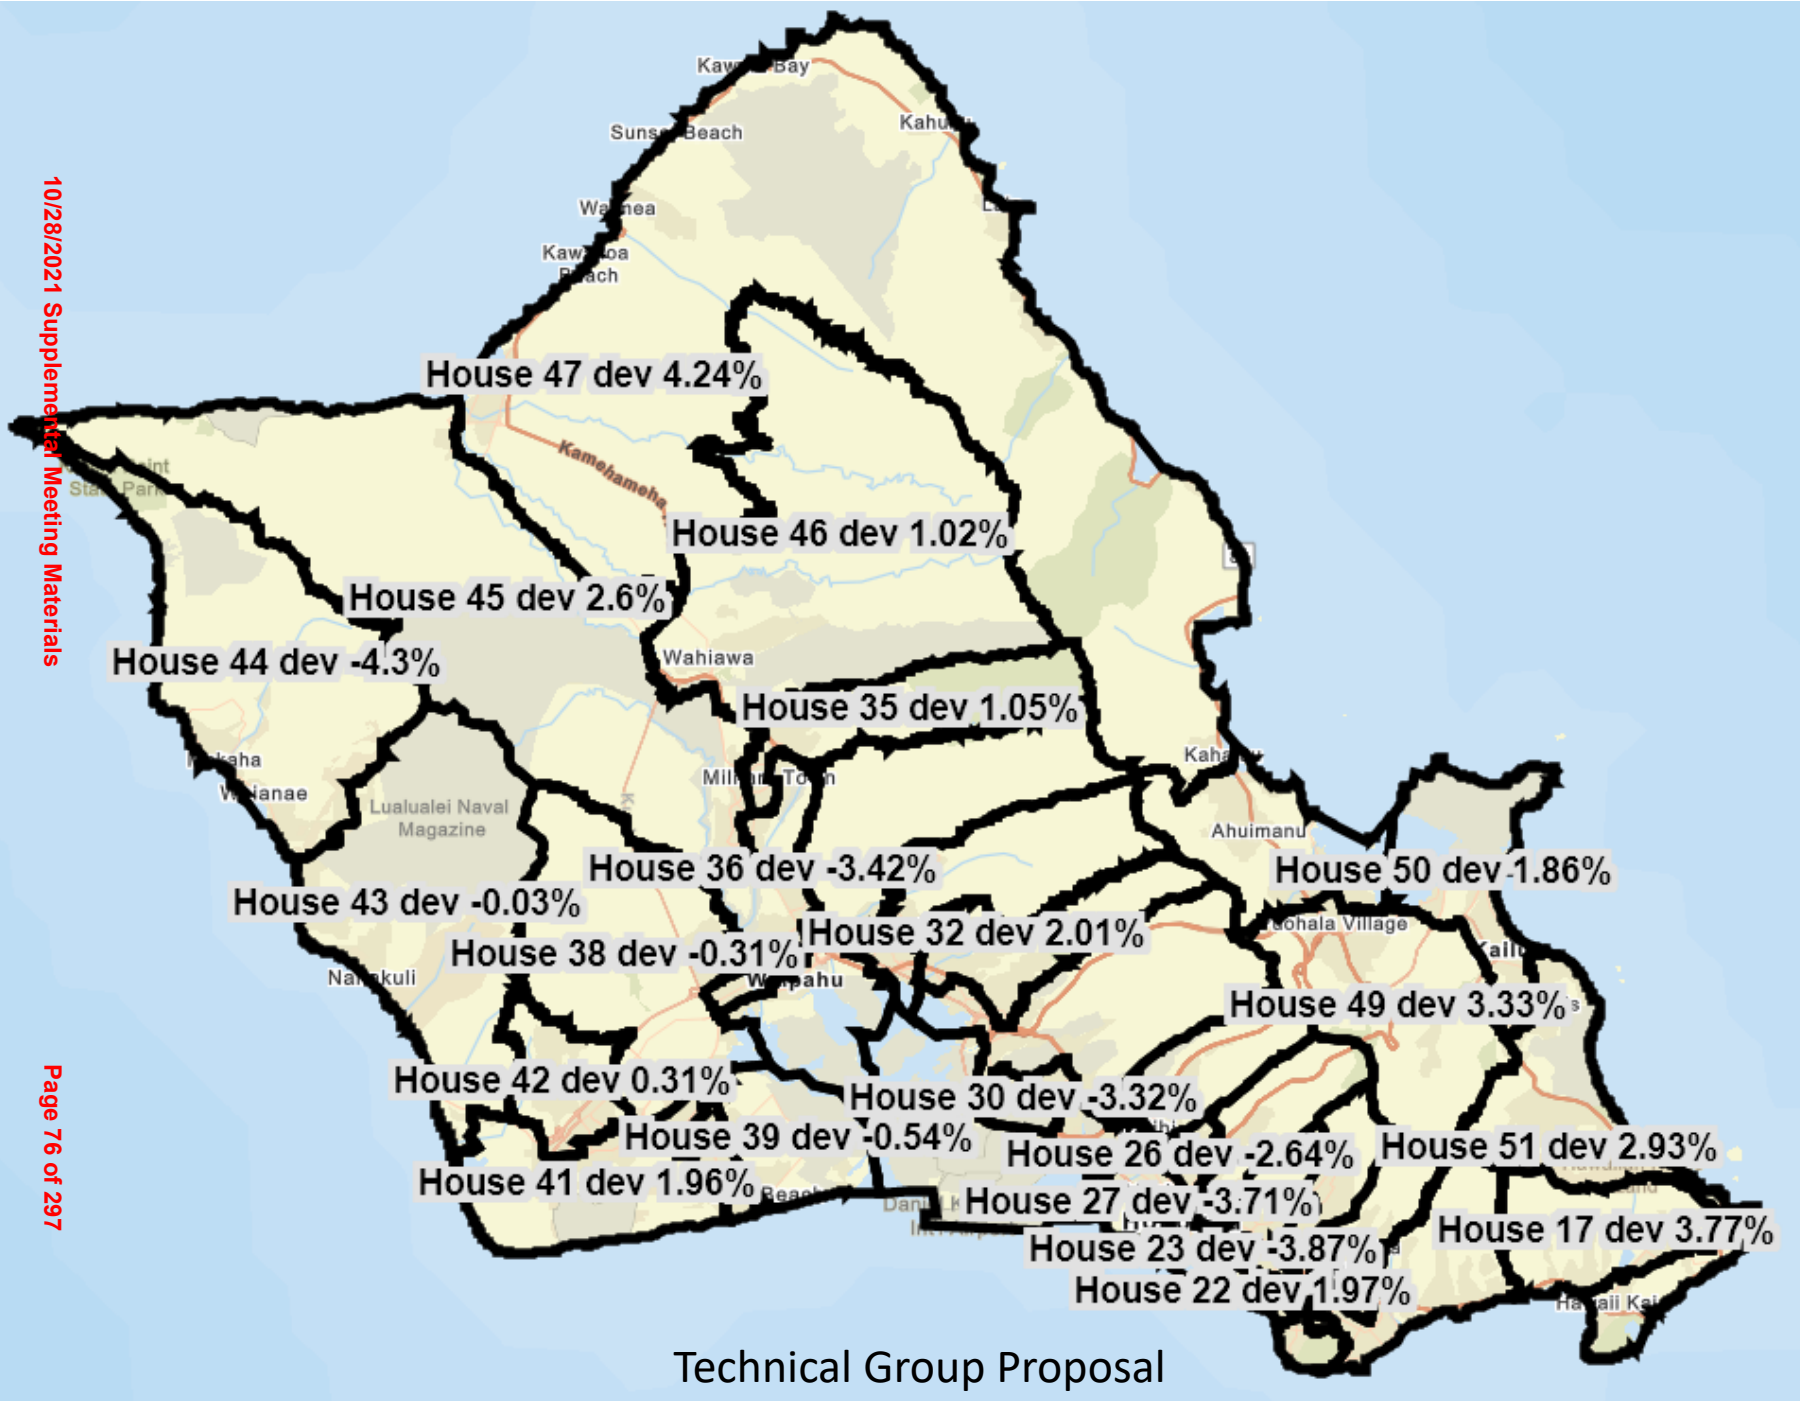 10/28/2021 Supplemental Meeting Materials
Page 76 of 297
Sunset Beach
House 47 dev 4.24%
Kamehameha
House 46 dev 1.02%
House 45 dev 2.6%
House 44 dev -4.3%
Wahiawa
House 35 dev 1.05%
Lualualei Naval
Magazine
Ahuimanu
House 36 dev -3.42%
House 50 dev 1.86%
House 43 dev -0.03%
House 32 dev 2.01%
Village
House 38 dev -0.31%
House 49 dev 3.33%
House 42 dev 0.31%
House 30 dev -3.32%
House 39 dev -0.54%
House 26 dev -2.64%
House 51 dev 2.93%
House 41 dev 1.96%
Beach
House 27 dev -3.71%
House 17 dev 3.77%
House 23 dev -3.87%
House 22 dev 1.97%
Technical Group Proposal